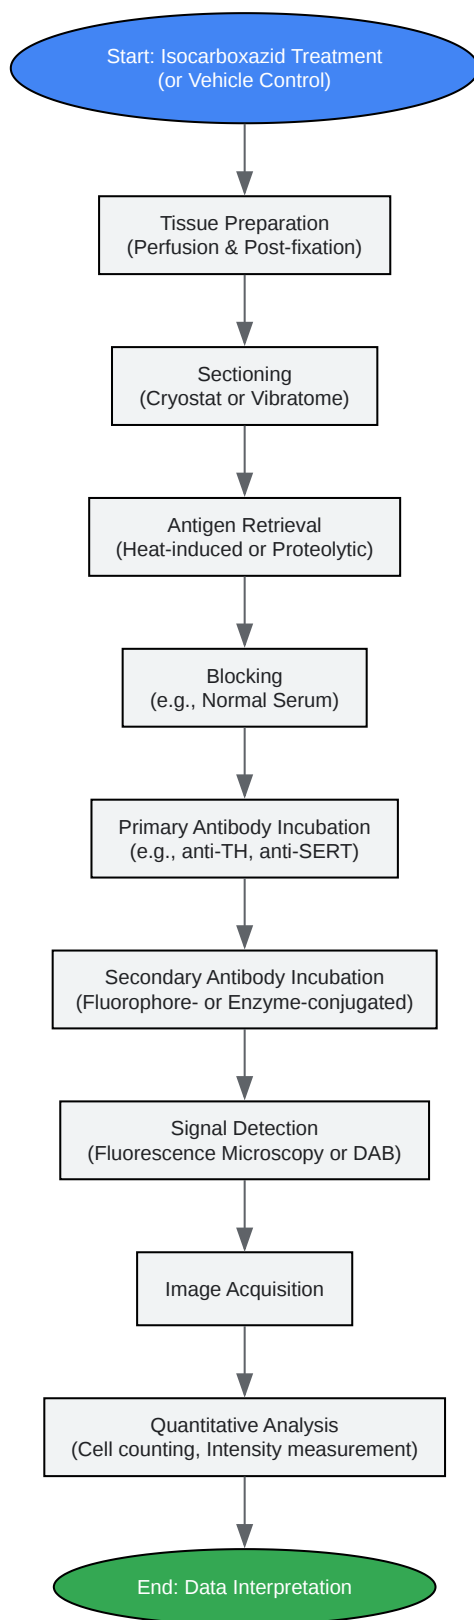 Start: Isocarboxazid Treatment
(or Vehicle Control)
Tissue Preparation
(Perfusion & Post-fixation)
Sectioning
(Cryostat or Vibratome)
Antigen Retrieval
(Heat-induced or Proteolytic)
Blocking
(e.g., Normal Serum)
Primary Antibody Incubation
(e.g., anti-TH, anti-SERT)
Secondary Antibody Incubation
(Fluorophore- or Enzyme-conjugated)
Signal Detection
(Fluorescence Microscopy or DAB)
Image Acquisition
Quantitative Analysis
(Cell counting, Intensity measurement)
End: Data Interpretation